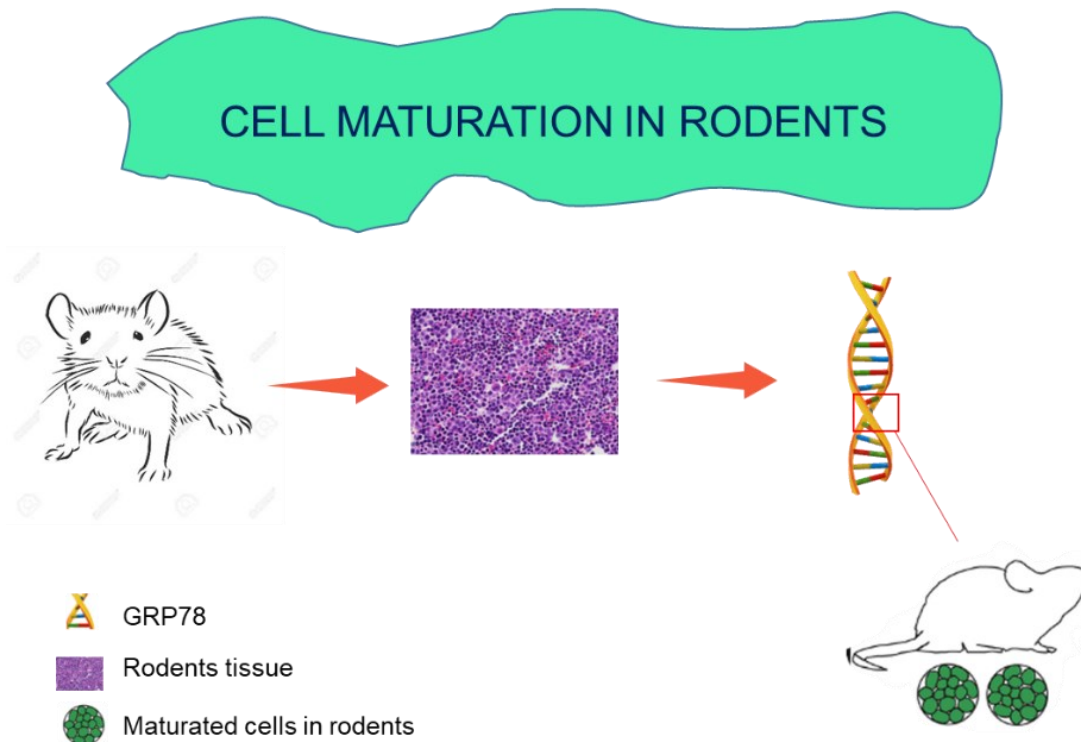 CELL MATURATION IN RODENTS
GRP78
Rodents tissue
Maturated cells in rodents